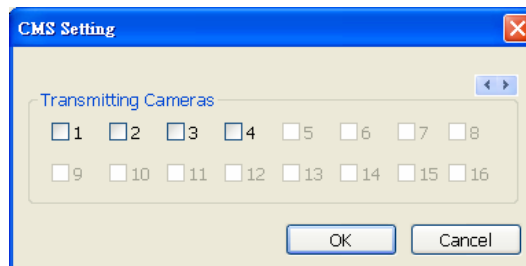 CMS Setting
Transmitting Cameras
1 2 3 4 5 6 7 8
9 10 11 12 13 14 15 16
OK Cancel